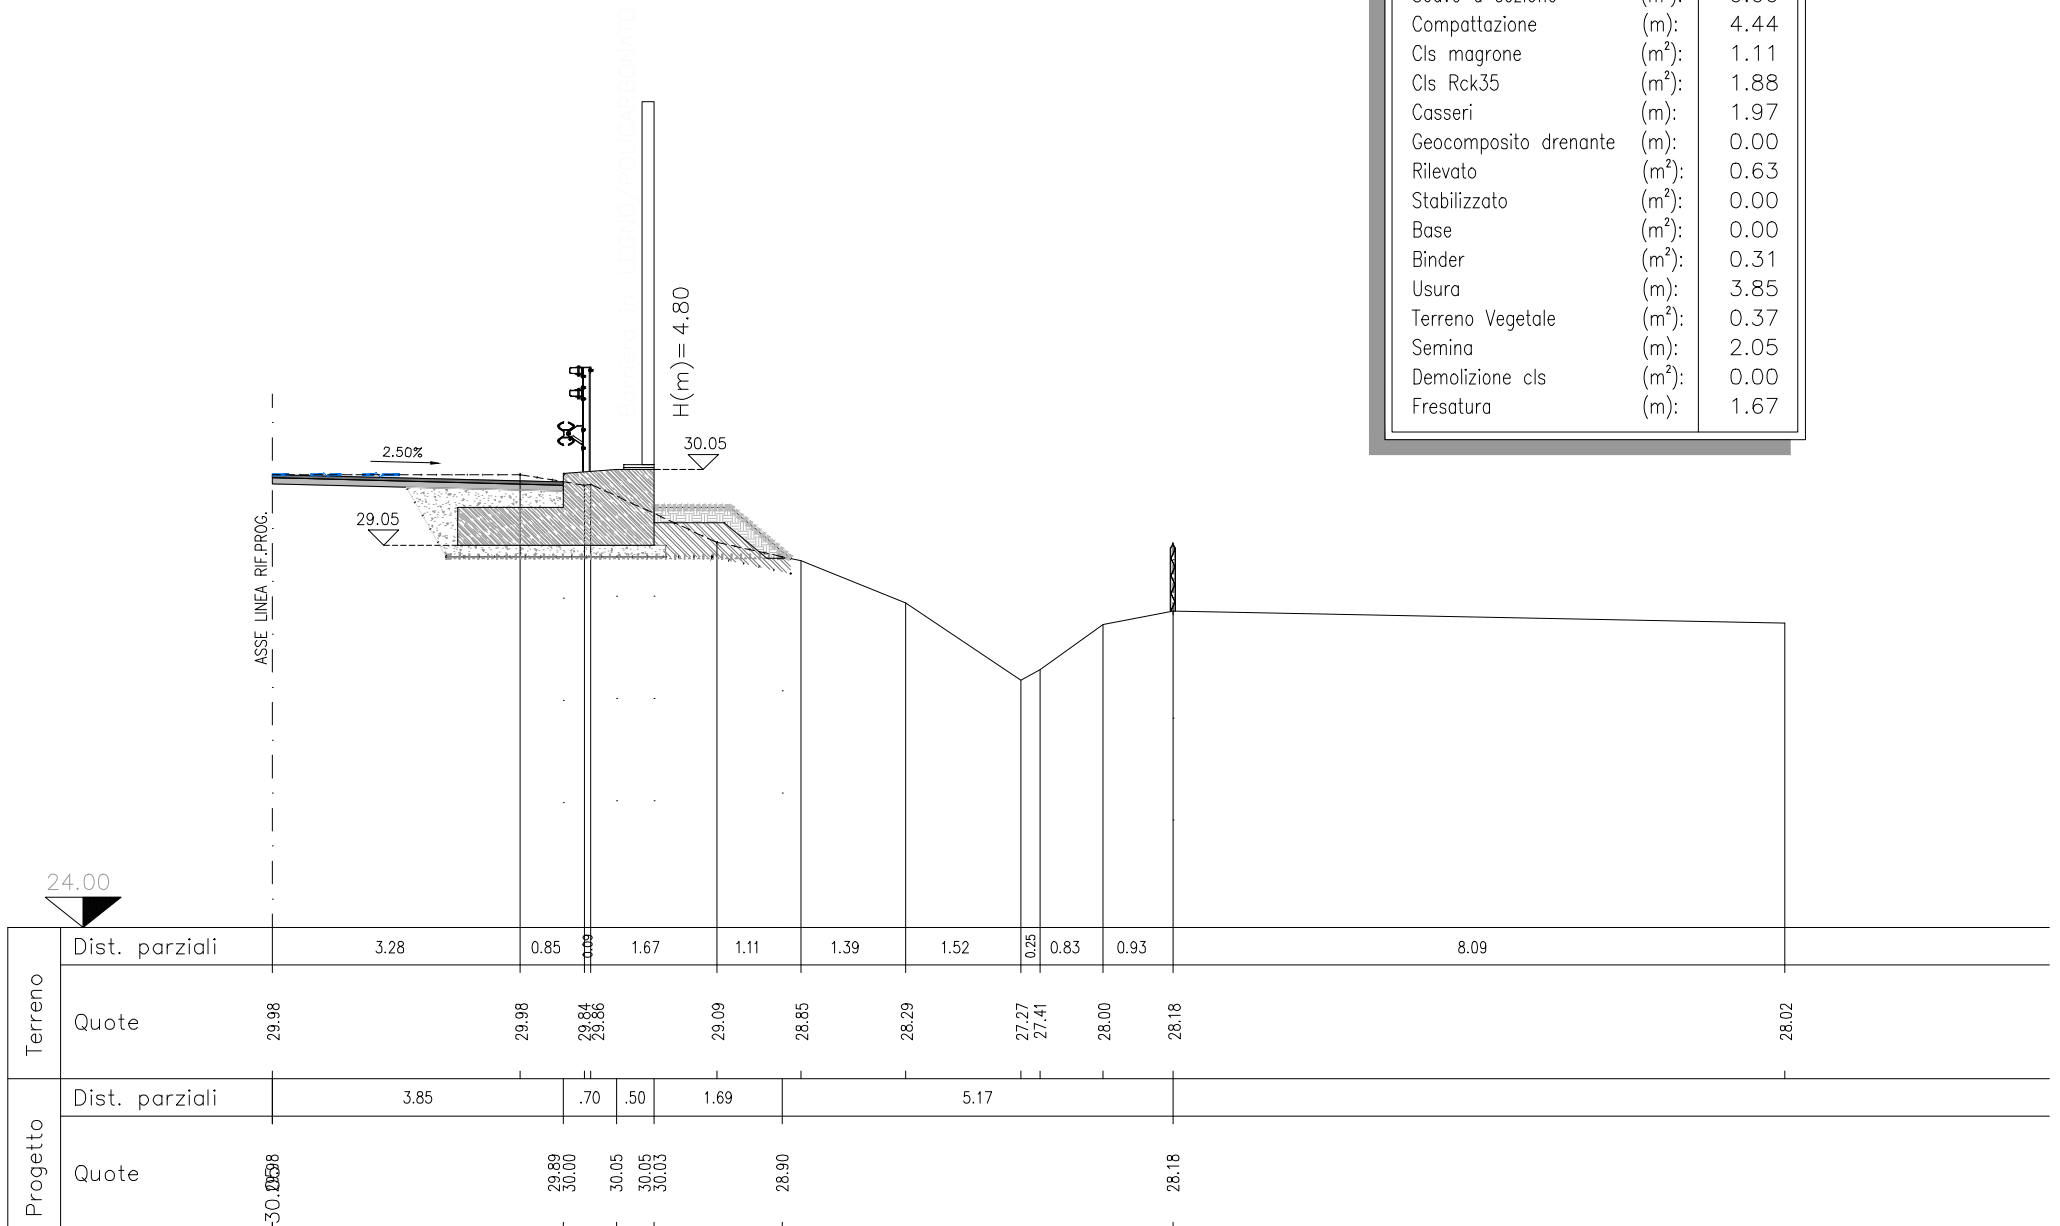 Compattazione (m): 4.44
Cls magrone (m²): 1.11
Cls Rck35 (m²): 1.88
Casseri (m): 1.97
Geocomposito drenante (m): 0.00
Rilevato (m²): 0.63
Stabilizzato (m²): 0.00
Base (m²): 0.00
Binder (m²): 0.31
Usura (m): 3.85
Terreno Vegetale (m²): 0.37
Semina (m): 2.05
Demolizione cls (m²): 0.00
Fresatura (m): 1.67
H(m)= 4.80
30.05
2.50%
29.05
ASSE LINEA RIF.PROG.
24.00
Terreno
Dist. parziali 3.28 0.85 0.09 1.67 1.11 1.39 1.52 0.25 0.83 0.93 8.09
Quote 29.98 29.98 29.84 29.86 29.09 28.85 28.29 27.27 27.41 28.00 28.18 28.02
Progetto
Dist. parziali 3.85 .70 .50 1.69 5.17
Quote 29.98 29.89 30.00 30.05 30.05 30.03 28.90 28.18